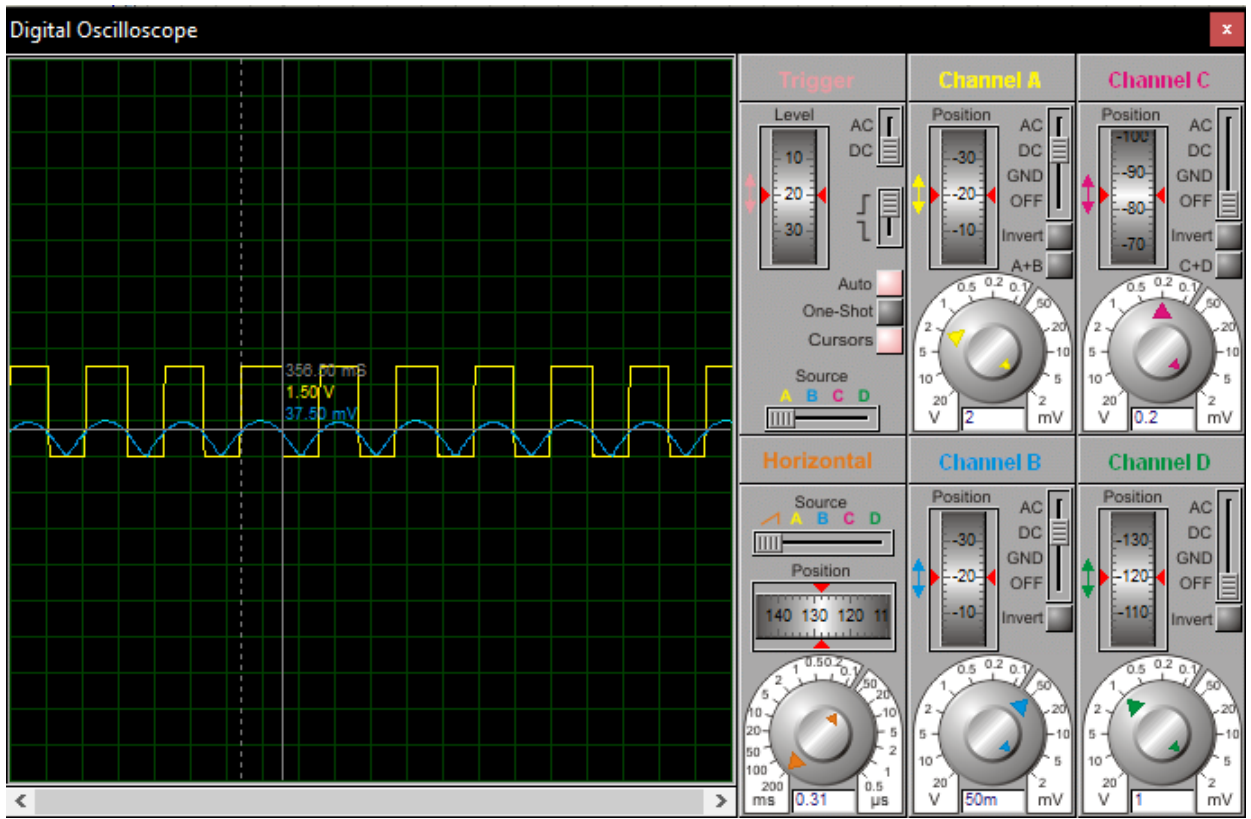 Digital Oscilloscope
x
356.00 mS
1.50 V
37.50 mV
Trigger
Level
AC
DC
10
20
30
Auto
One-Shot
Cursors
Source
A B C D
Channel A
Position
AC
DC
GND
OFF
-30
-20
-10
Invert
A+B
20 10 5 2 1 0.5 0.2 0.1 50 20 10 5 2
V
2
mV
Channel C
Position
AC
DC
GND
OFF
-100
-90
-80
-70
Invert
C+D
20 10 5 2 1 0.5 0.2 0.1 50 20 10 5 2
V
0.2
mV
Horizontal
Source
A B C D
Position
140 130 120 11
200 100 50 20 10 5 2 1 0.5 0.2 0.1 50 20 10 5 2 1 0.5
ms
0.31
µs
Channel B
Position
AC
DC
GND
OFF
-30
-20
-10
Invert
20 10 5 2 1 0.5 0.2 0.1 50 20 10 5 2
V
50m
mV
Channel D
Position
AC
DC
GND
OFF
-130
-120
-110
Invert
20 10 5 2 1 0.5 0.2 0.1 50 20 10 5 2
V
1
mV